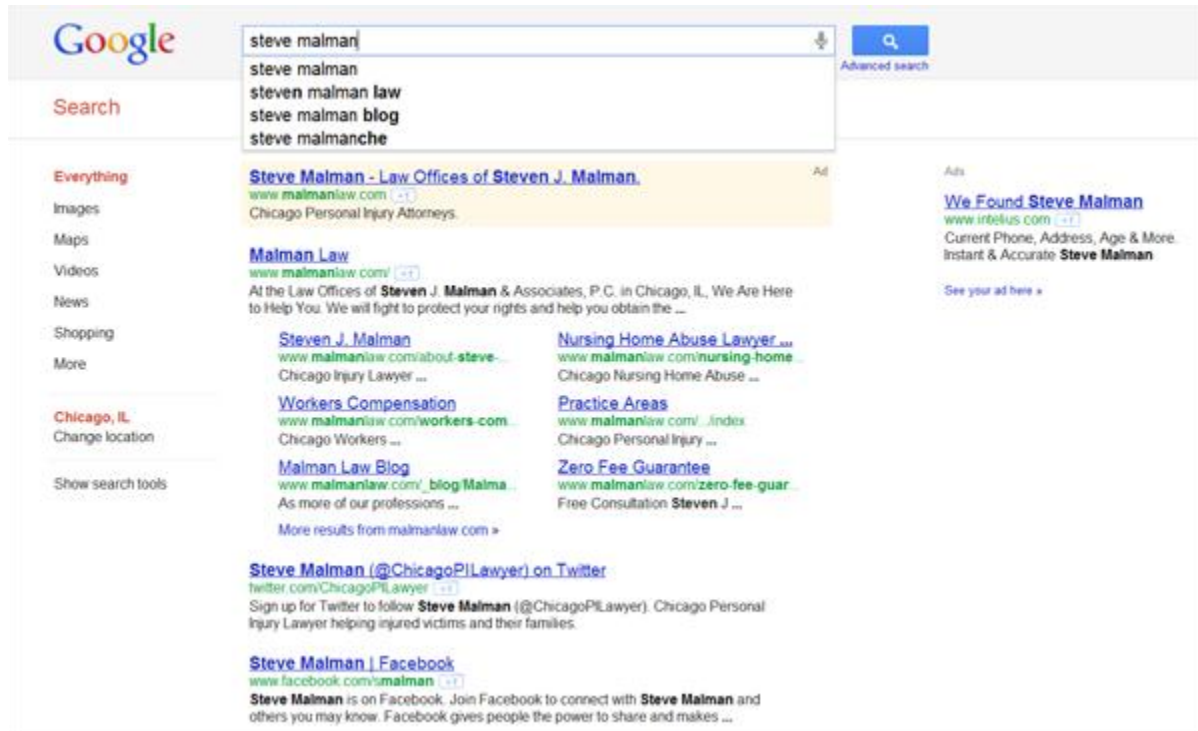 Google
steve malman
Advanced search
steve malman
steven malman law
steve malman blog
steve malmanche
Search
Everything
Images
Maps
Videos
News
Shopping
More
Chicago, IL
Change location
Show search tools
Steve Malman - Law Offices of Steven J. Malman.
Ad
www.malmanlaw.com +1
Chicago Personal Injury Attorneys.
Malman Law
www.malmanlaw.com/ +1
At the Law Offices of Steven J. Malman & Associates, P.C. in Chicago, IL, We Are Here
to Help You. We will fight to protect your rights and help you obtain the ...
Steven J. Malman
www.malmanlaw.com/about-steve-...
Chicago Injury Lawyer ...
Nursing Home Abuse Lawyer ...
www.malmanlaw.com/nursing-home...
Chicago Nursing Home Abuse ...
Workers Compensation
www.malmanlaw.com/workers-com...
Chicago Workers ...
Practice Areas
www.malmanlaw.com/.../index
Chicago Personal Injury ...
Malman Law Blog
www.malmanlaw.com/_blog/Malma...
As more of our professions ...
Zero Fee Guarantee
www.malmanlaw.com/zero-fee-guar...
Free Consultation Steven J ...
More results from malmanlaw.com »
Steve Malman (@ChicagoPILawyer) on Twitter
twitter.com/ChicagoPILawyer +1
Sign up for Twitter to follow Steve Malman (@ChicagoPILawyer). Chicago Personal
Injury Lawyer helping injured victims and their families.
Steve Malman | Facebook
www.facebook.com/smalman +1
Steve Malman is on Facebook. Join Facebook to connect with Steve Malman and
others you may know. Facebook gives people the power to share and makes ...
Ads
We Found Steve Malman
www.intelius.com +1
Current Phone, Address, Age & More.
Instant & Accurate Steve Malman
See your ad here »